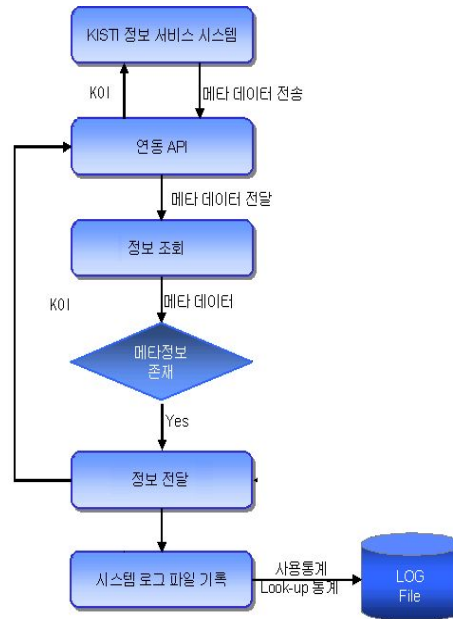 KISTI 정보 서비스 시스템
KOI
메타 데이터 전송
연동 API
메타 데이터 전달
정보 조회
KOI
메타 데이터
메타정보
존재
Yes
정보 전달
시스템 로그 파일 기록
사용통계
Look-up 통계
LOG
File